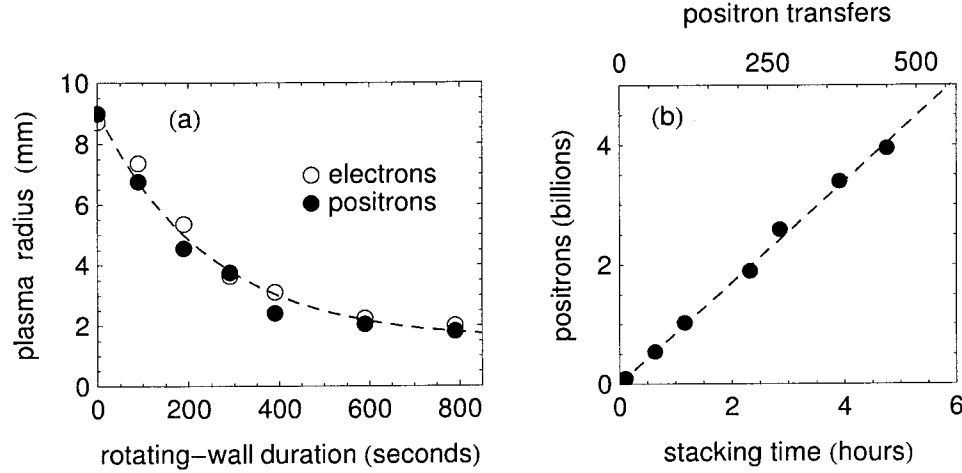 positron transfers
0 250 500
10
8
6
4
2
0
plasma radius (mm)
(a)
electrons
positrons
0 200 400 600 800
rotating−wall duration (seconds)
(b)
4
2
0
positrons (billions)
0 2 4 6
stacking time (hours)